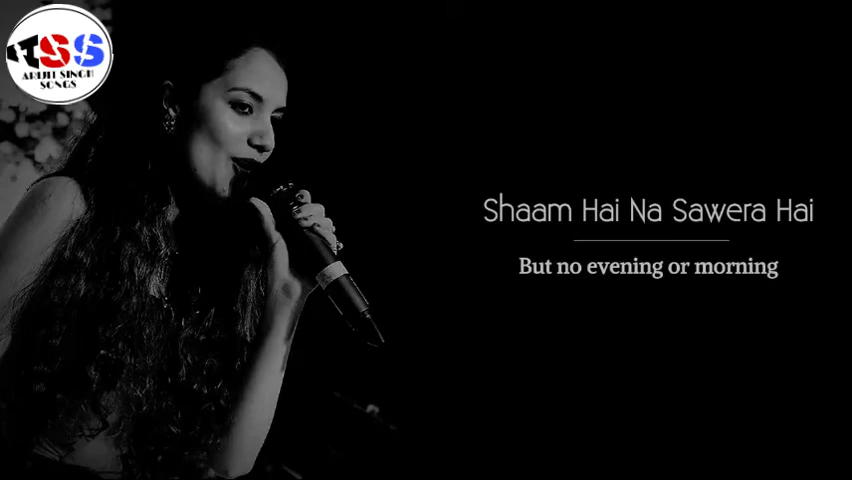 ASS
ARIJIT SINGH
SONGS
Shaam Hai Na Sawera Hai
But no evening or morning